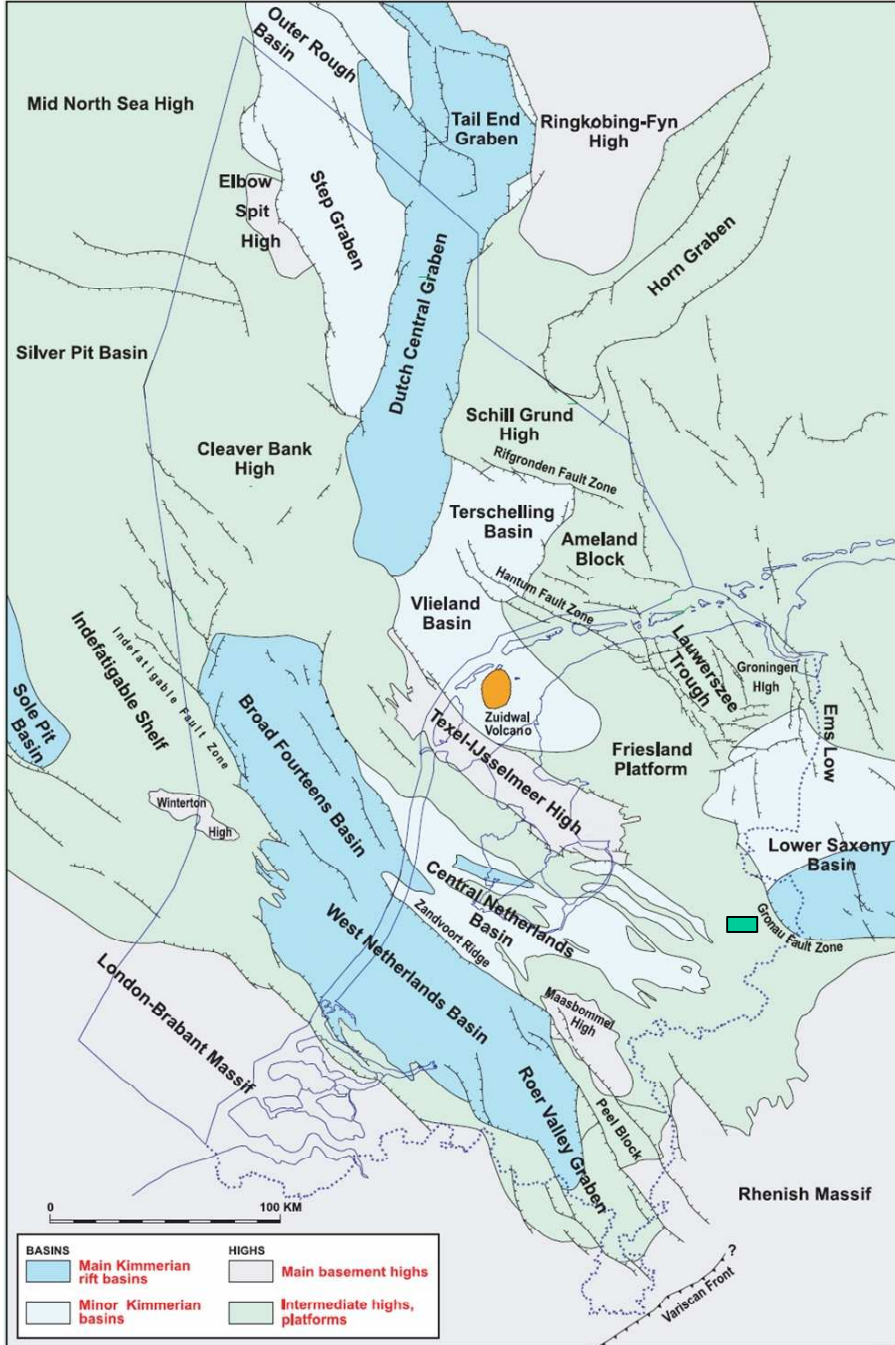 Outer Rough
Basin
Mid North Sea High
Tail End
Graben
Ringkobing-Fyn
High
Elbow
Spit
High
Step Graben
Horn Graben
Dutch Central Graben
Silver Pit Basin
Schill Grund
High
Cleaver Bank
High
Rifgronden Fault Zone
Terschelling
Basin
Ameland
Block
Hantum Fault Zone
Vlieland
Basin
Lauwerszee
Trough
Groningen
High
Indefatigable Fault Zone
Indefatigable Shelf
Sole Pit
Basin
Broad Fourteens Basin
Zuidwal
Volcano
Texel-IJsselmeer High
Ems Low
Friesland
Platform
Winterton
High
Lower Saxony
Basin
Central Netherlands
Basin
Zandvoort Ridge
West Netherlands Basin
Gronau Fault Zone
London-Brabant Massif
Maasbommel
High
Roer Valley Graben
Peel Block
Rhenish Massif
0 100 KM
?
Variscan Front
BASINS
Main Kimmerian
rift basins
Minor Kimmerian
basins
HIGHS
Main basement highs
Intermediate highs,
platforms